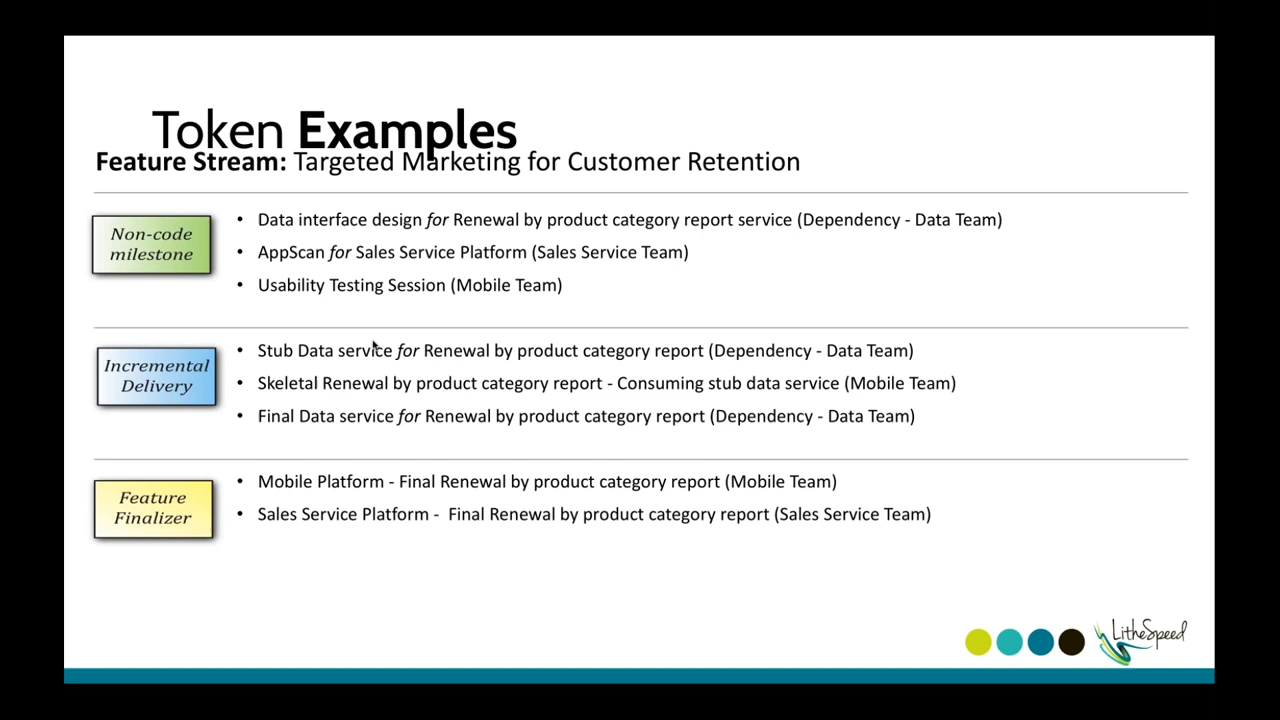 Token Examples
Feature Stream: Targeted Marketing for Customer Retention
Non-code
milestone
• Data interface design for Renewal by product category report service (Dependency - Data Team)
• AppScan for Sales Service Platform (Sales Service Team)
• Usability Testing Session (Mobile Team)
Incremental
Delivery
• Stub Data service for Renewal by product category report (Dependency - Data Team)
• Skeletal Renewal by product category report - Consuming stub data service (Mobile Team)
• Final Data service for Renewal by product category report (Dependency - Data Team)
Feature
Finalizer
• Mobile Platform - Final Renewal by product category report (Mobile Team)
• Sales Service Platform -  Final Renewal by product category report (Sales Service Team)
LitheSpeed